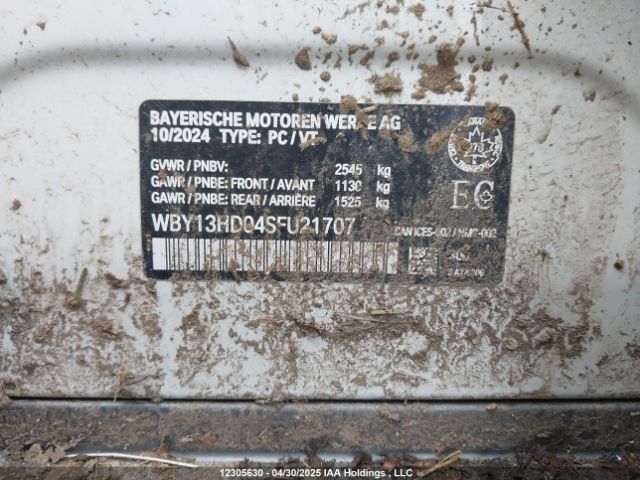 BAYERISCHE MOTOREN AG
10/2024 TYPE: PC/VT
GVWR / PNBV: 2545 kg
GAWR / PNBE: FRONT / AVANT 1130 kg
GAWR / PNBE: REAR / ARRIÈRE 1525 kg
WBY13HD04SFU21707
EC
12305630 - 04/30/2025 IAA Holdings , LLC